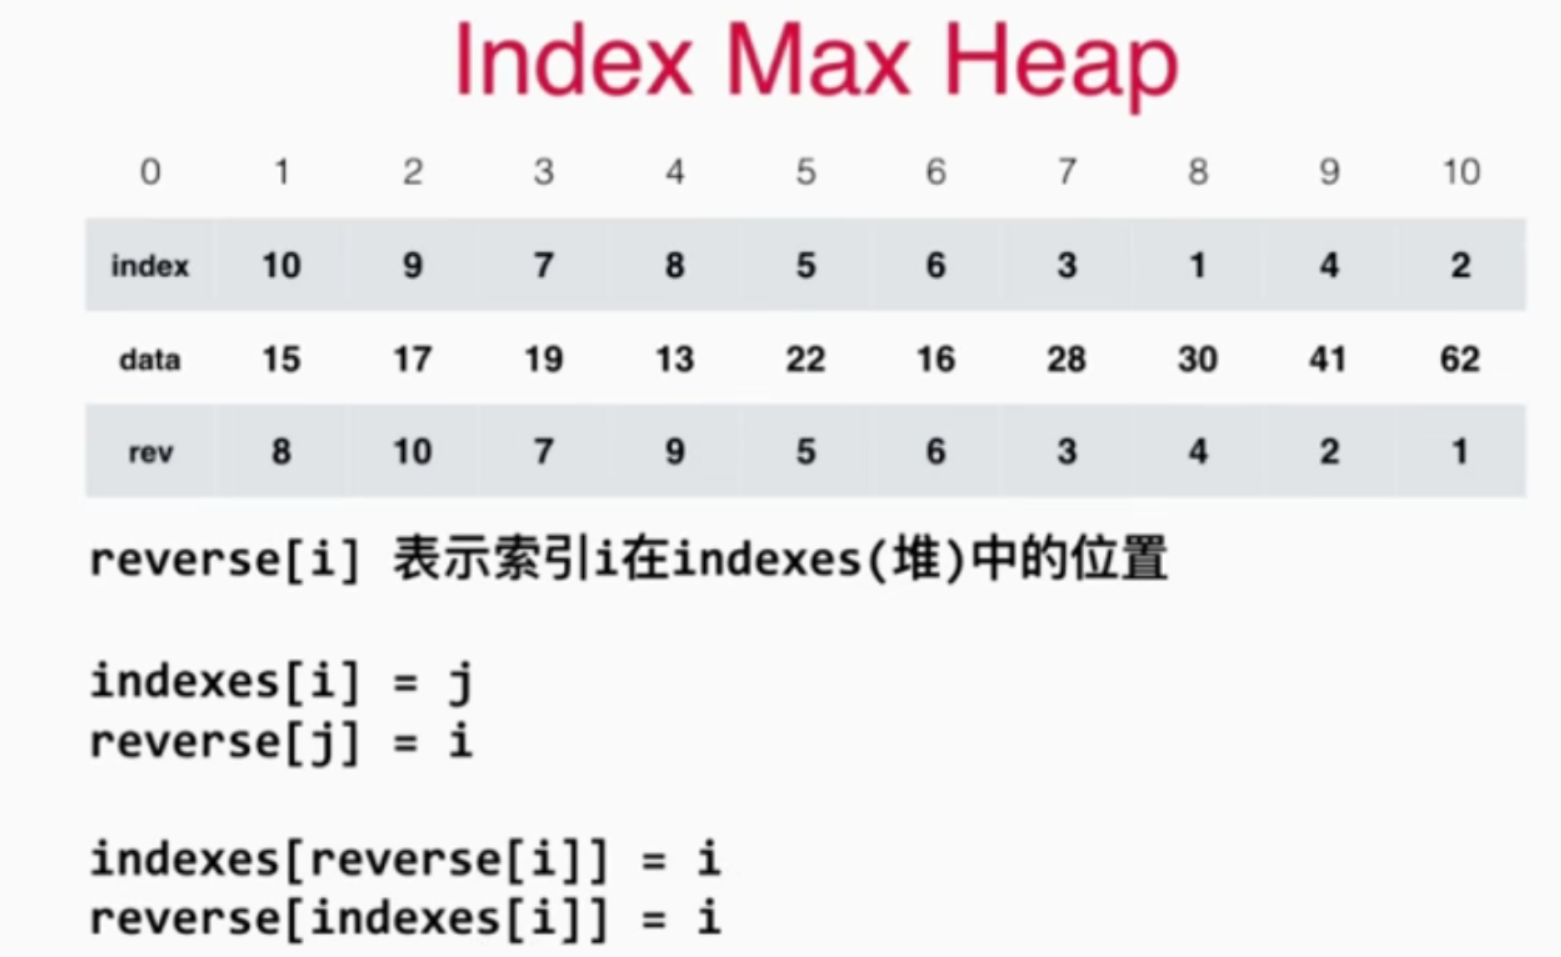 Index Max Heap
0 1 2 3 4 5 6 7 8 9 10
index 10 9 7 8 5 6 3 1 4 2
data 15 17 19 13 22 16 28 30 41 62
rev 8 10 7 9 5 6 3 4 2 1
reverse[i] 表示索引i在indexes(堆)中的位置
indexes[i] = j
reverse[j] = i
indexes[reverse[i]] = i
reverse[indexes[i]] = i